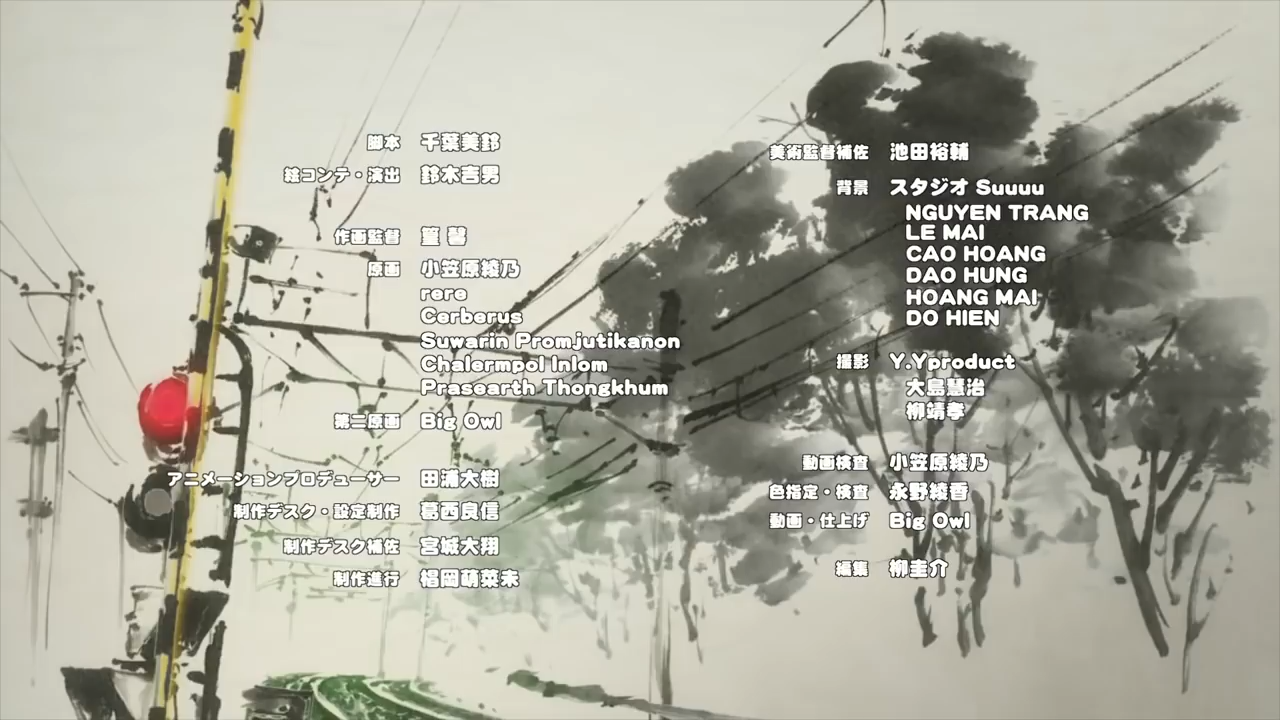 脚本 千葉美鈴
絵コンテ・演出 鈴木吉男
作画監督 篁 馨
原画 小笠原綾乃
rere
Cerberus
Suwarin Promjutikanon
Chalermpol Inlom
Prasearth Thongkhum
第二原画 Big Owl
アニメーションプロデューサー 田浦大樹
制作デスク・設定制作 葛西良信
制作デスク補佐 宮城大翔
制作進行 椙岡萌菜未
美術監督補佐 池田裕輔
背景 スタジオ Suuuu
NGUYEN TRANG
LE MAI
CAO HOANG
DAO HUNG
HOANG MAI
DO HIEN
撮影 Y.Yproduct
大島慧治
柳靖孝
動画検査 小笠原綾乃
色指定・検査 永野綾香
動画・仕上げ Big Owl
編集 柳圭介